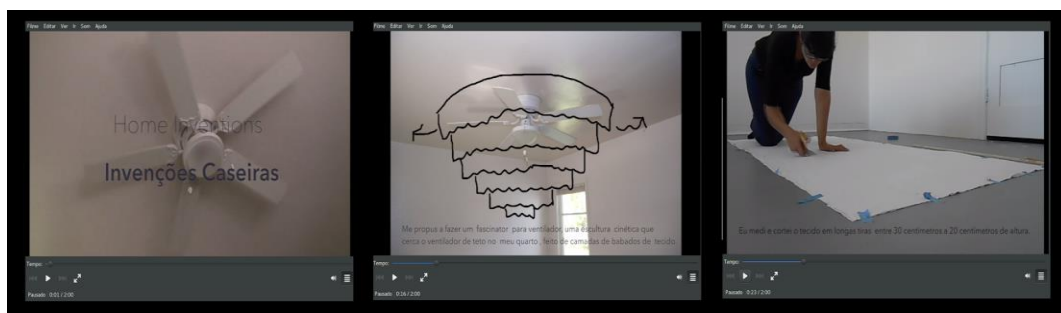 Filme Editar Ver Ir Som Ajuda
Home Inventions
Invenções Caseiras
Tempo:
Pausado 0:01 / 2:00
Filme Editar Ver Ir Som Ajuda
Me propus a fazer um fascinator para ventilador, uma escultura cinética que
cerca o ventilador de teto no meu quarto, feito de camadas de babados de tecido
Tempo:
Pausado 0:16 / 2:00
Filme Editar Ver Ir Som Ajuda
Eu medi e cortei o tecido em longas tiras entre 30 centímetros a 20 centímetros de altura.
Tempo:
Pausado 0:23 / 2:00